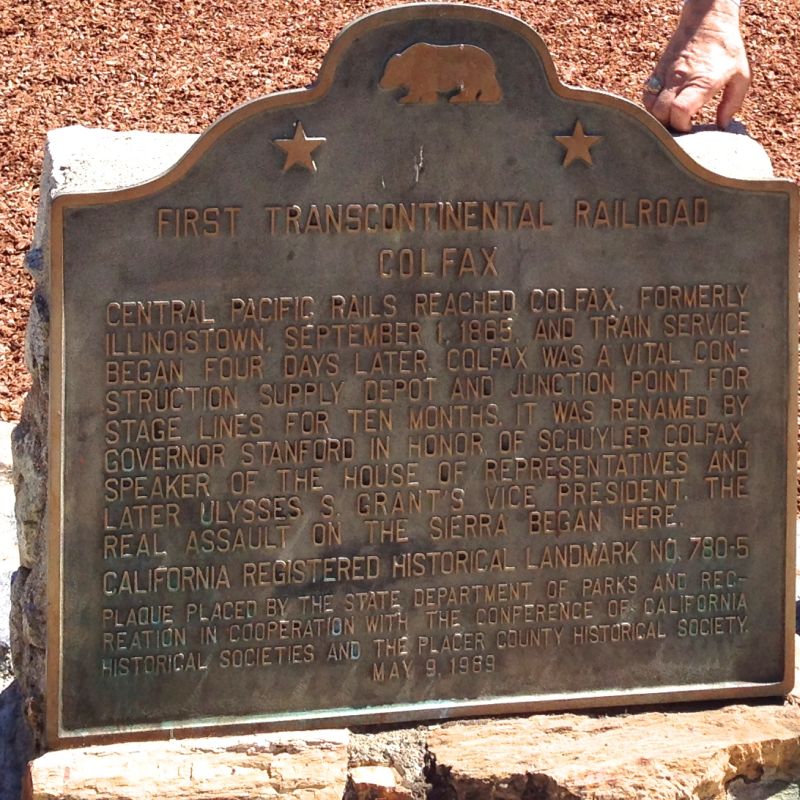 FIRST TRANSCONTINENTAL RAILROAD
COLFAX
CENTRAL PACIFIC RAILS REACHED COLFAX, FORMERLY
ILLINOISTOWN, SEPTEMBER 1, 1865, AND TRAIN SERVICE
BEGAN FOUR DAYS LATER. COLFAX WAS A VITAL CON-
STRUCTION SUPPLY DEPOT AND JUNCTION POINT FOR
STAGE LINES FOR TEN MONTHS. IT WAS RENAMED BY
GOVERNOR STANFORD IN HONOR OF SCHUYLER COLFAX,
SPEAKER OF THE HOUSE OF REPRESENTATIVES AND
LATER ULYSSES S. GRANT'S VICE PRESIDENT. THE
REAL ASSAULT ON THE SIERRA BEGAN HERE.
CALIFORNIA REGISTERED HISTORICAL LANDMARK NO. 780-5
PLAQUE PLACED BY THE STATE DEPARTMENT OF PARKS AND REC-
REATION IN COOPERATION WITH THE CONFERENCE OF CALIFORNIA
HISTORICAL SOCIETIES AND THE PLACER COUNTY HISTORICAL SOCIETY,
MAY 9, 1989